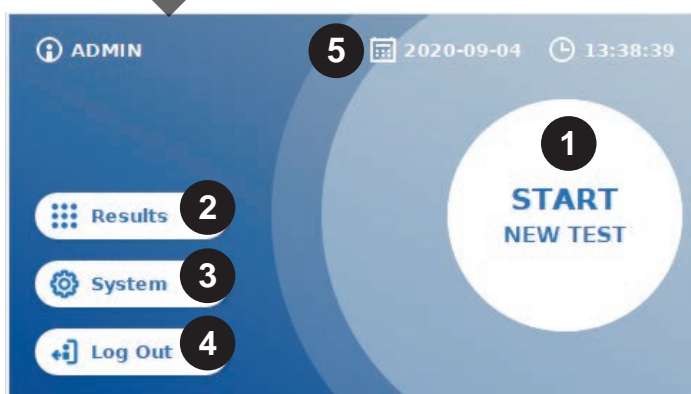 ADMIN
5 2020-09-04 13:38:39
1
START
NEW TEST
Results 2
System 3
Log Out 4